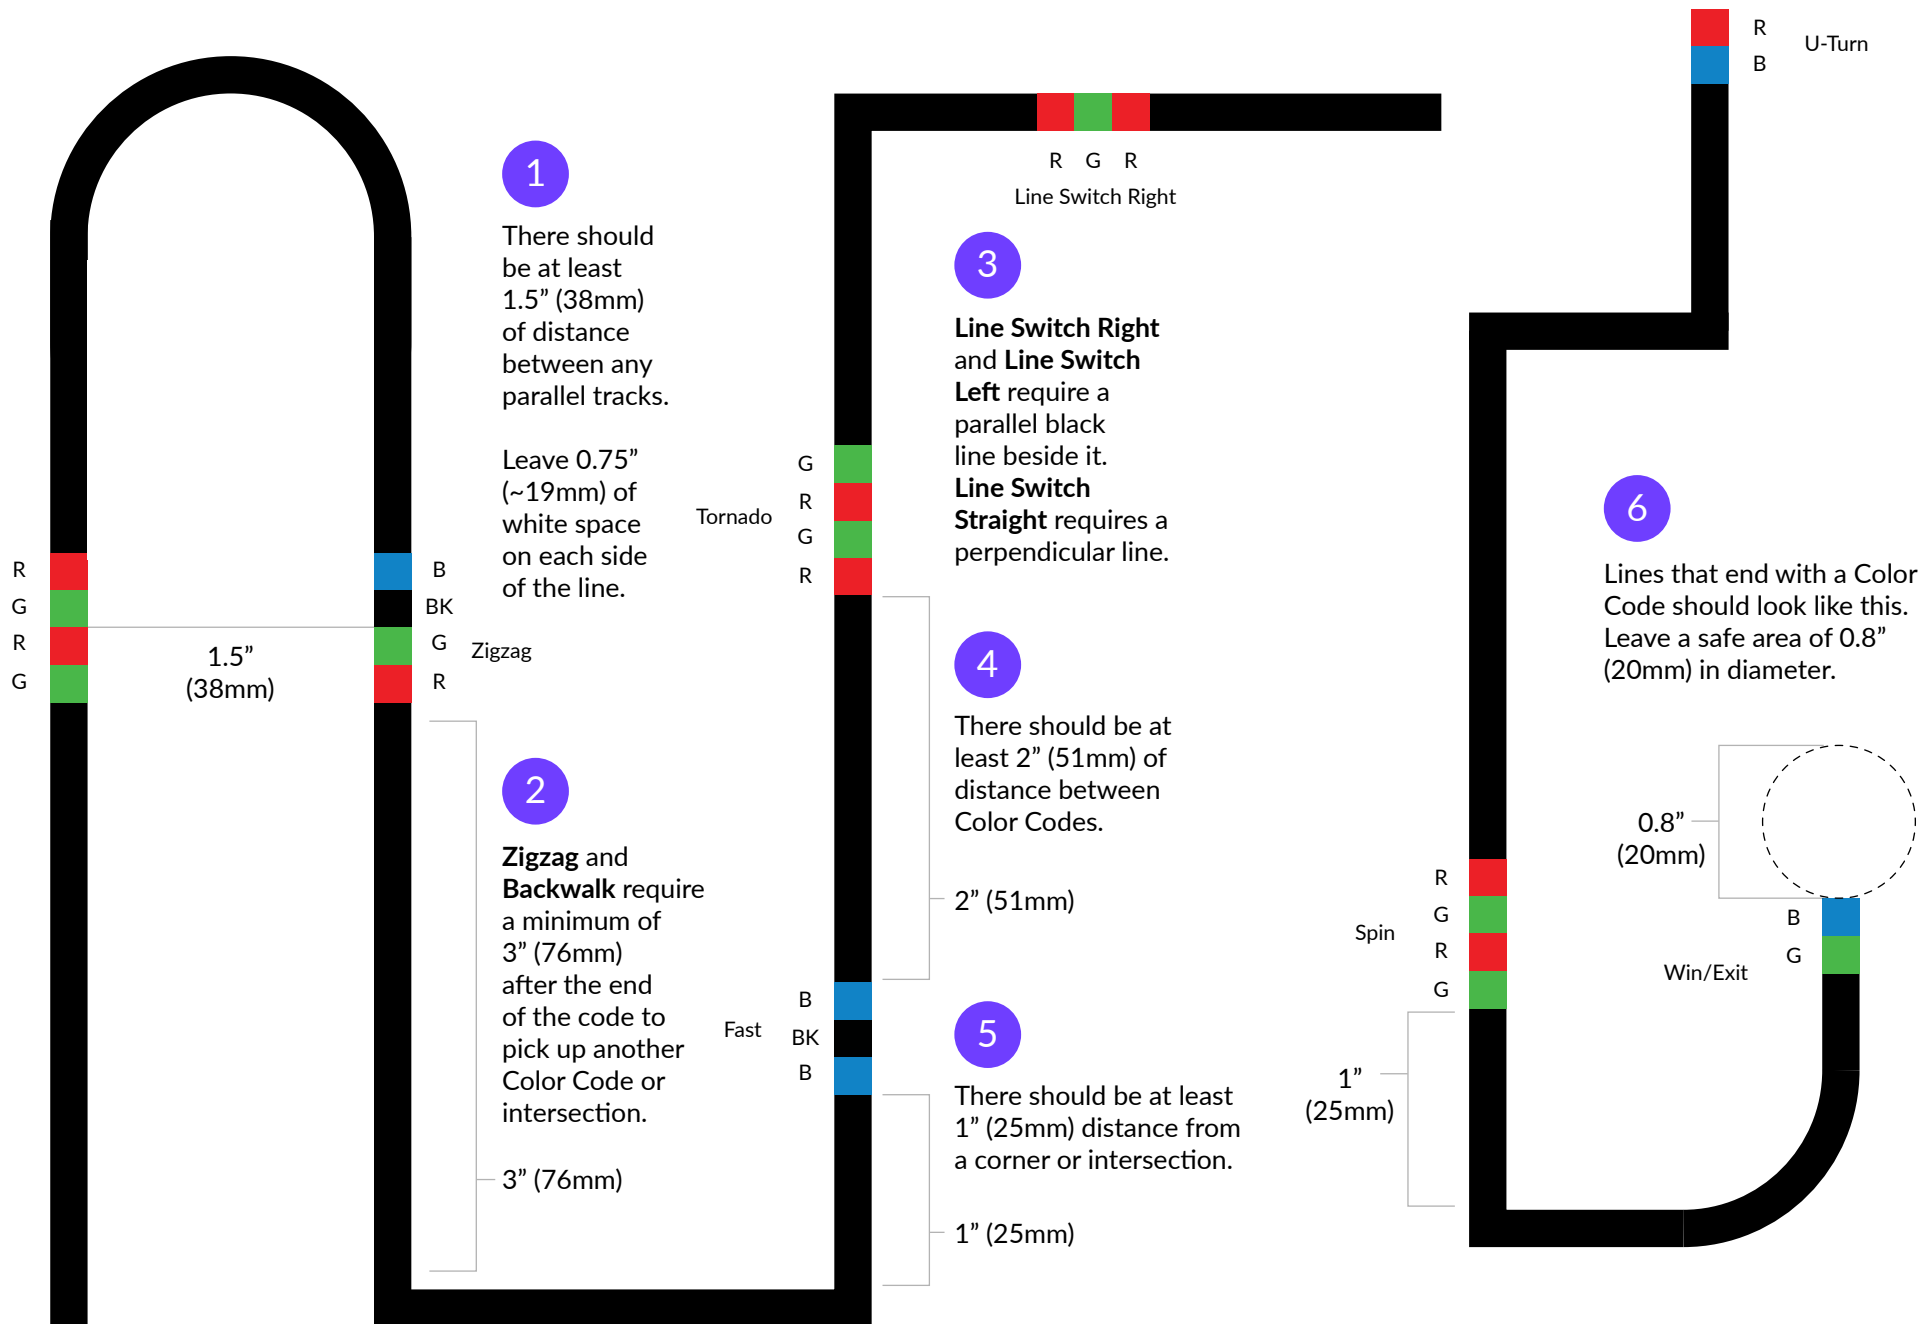 R
G
R
G
1.5”
(38mm)
B
BK
G
R
Zigzag
1
There should
be at least
1.5” (38mm)
of distance
between any
parallel tracks.
Leave 0.75”
(~19mm) of
white space
on each side
of the line.
2
Zigzag and
Backwalk require
a minimum of
3” (76mm)
after the end
of the code to
pick up another
Color Code or
intersection.
3” (76mm)
Tornado
G
R
G
R
Fast
B
BK
B
R G R
Line Switch Right
3
Line Switch Right
and Line Switch
Left require a
parallel black
line beside it.
Line Switch
Straight requires a
perpendicular line.
4
There should be at
least 2” (51mm) of
distance between
Color Codes.
2” (51mm)
5
There should be at least
1” (25mm) distance from
a corner or intersection.
1” (25mm)
R
B
U-Turn
Spin
R
G
R
G
1”
(25mm)
6
Lines that end with a Color
Code should look like this.
Leave a safe area of 0.8”
(20mm) in diameter.
0.8”
(20mm)
B
G
Win/Exit